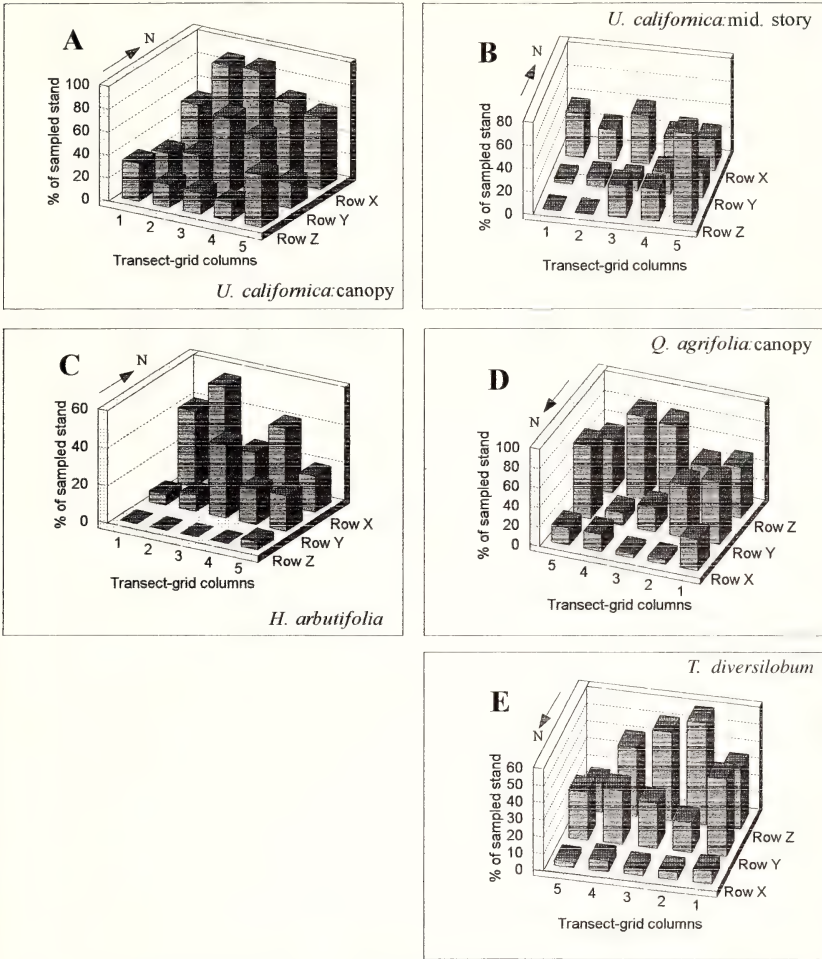 A
N
% of sampled stand
100
80
60
40
20
0
1 2 3 4 5
Row X
Row Y
Row Z
Transect-grid columns
U. californica:canopy
U. californica:mid. story
B
N
% of sampled stand
80
60
40
20
0
1 2 3 4 5
Row X
Row Y
Row Z
Transect-grid columns
C
N
% of sampled stand
60
40
20
0
1 2 3 4 5
Row X
Row Y
Row Z
Transect-grid columns
H. arbutifolia
Q. agrifolia:canopy
D
N
% of sampled stand
100
80
60
40
20
0
5 4 3 2 1
Row Z
Row Y
Row X
Transect-grid columns
T. diversilobum
E
N
% of sampled stand
60
50
40
30
20
10
0
5 4 3 2 1
Row Z
Row Y
Row X
Transect-grid columns